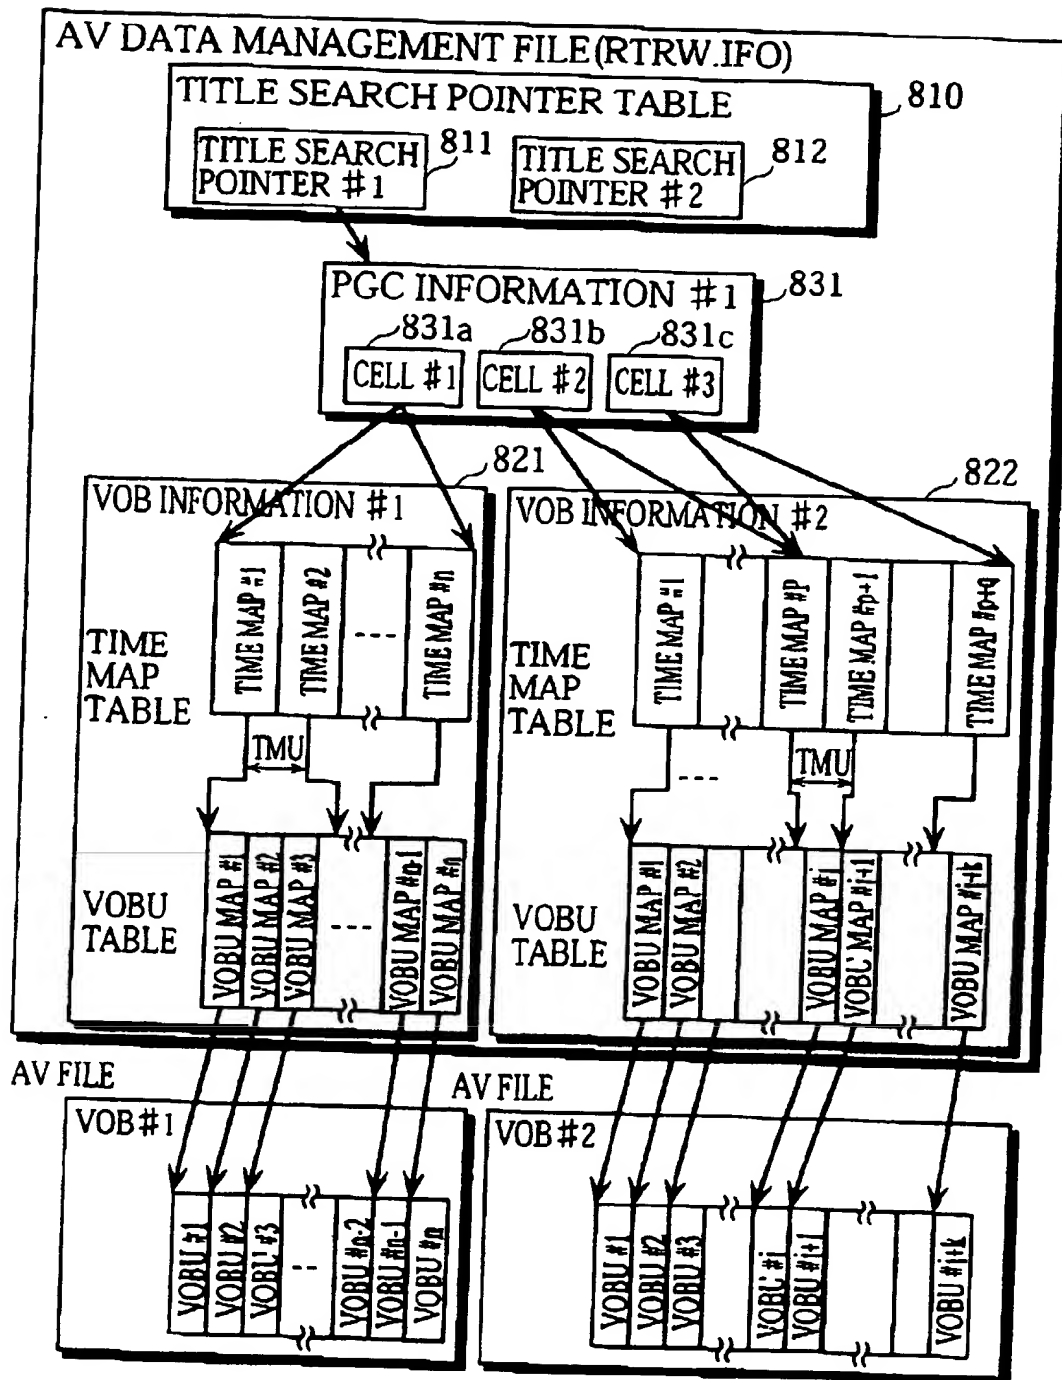 AV DATA MANAGEMENT FILE(RTRW.IFO)
TITLE SEARCH POINTER TABLE
810
TITLE SEARCH
POINTER #1
811
TITLE SEARCH
POINTER #2
812
PGC INFORMATION #1
831
831a
831b
831c
CELL #1
CELL #2
CELL #3
821
822
VOB INFORMATION #1
TIME
MAP
TABLE
TIME MAP #1
TIME MAP #2
---
TIME MAP #n
TMU
VOBU
TABLE
VOBU MAP #1
VOBU MAP #2
VOBU MAP #3
---
VOBU MAP #n-1
VOBU MAP #n
VOB INFORMATION #2
TIME
MAP
TABLE
TIME MAP #1
TIME MAP #P
TIME MAP #p+1
TIME MAP #p+q
---
TMU
VOBU
TABLE
VOBU MAP #1
VOBU MAP #2
VOBU MAP #i
VOBU MAP #i+1
VOBU MAP #i+k
AV FILE
VOB #1
VOBU #1
VOBU #2
VOBU #3
--
VOBU #n-2
VOBU #n-1
VOBU #n
AV FILE
VOB #2
VOBU #1
VOBU #2
VOBU #3
VOBU #i
VOBU #i+1
VOBU #i+k